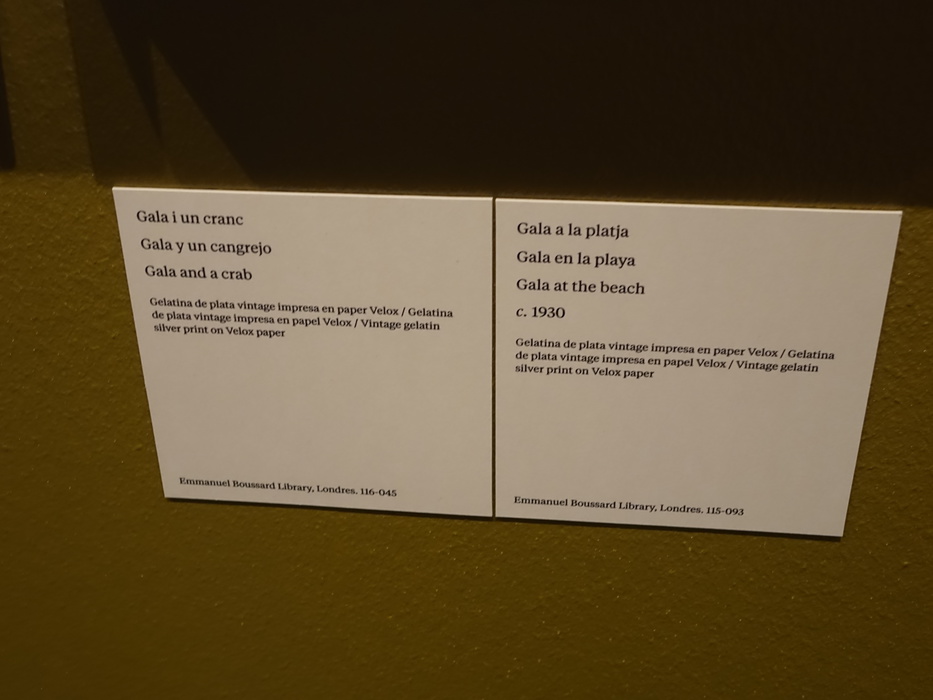 Gala i un cranc
Gala y un cangrejo
Gala and a crab
Gelatina de plata vintage impresa en paper Velox / Gelatina
de plata vintage impresa en papel Velox / Vintage gelatin
silver print on Velox paper
Emmanuel Boussard Library, Londres. 116-045
Gala a la platja
Gala en la playa
Gala at the beach
c. 1930
Gelatina de plata vintage impresa en paper Velox / Gelatina
de plata vintage impresa en papel Velox / Vintage gelatin
silver print on Velox paper
Emmanuel Boussard Library, Londres. 115-093